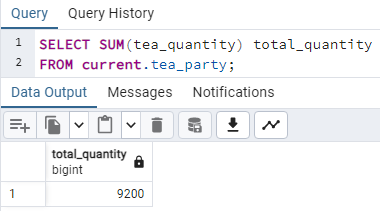 Query Query History
1 SELECT SUM(tea_quantity) total_quantity
2 FROM current.tea_party;
Data Output Messages Notifications
total_quantity
bigint
1 9200